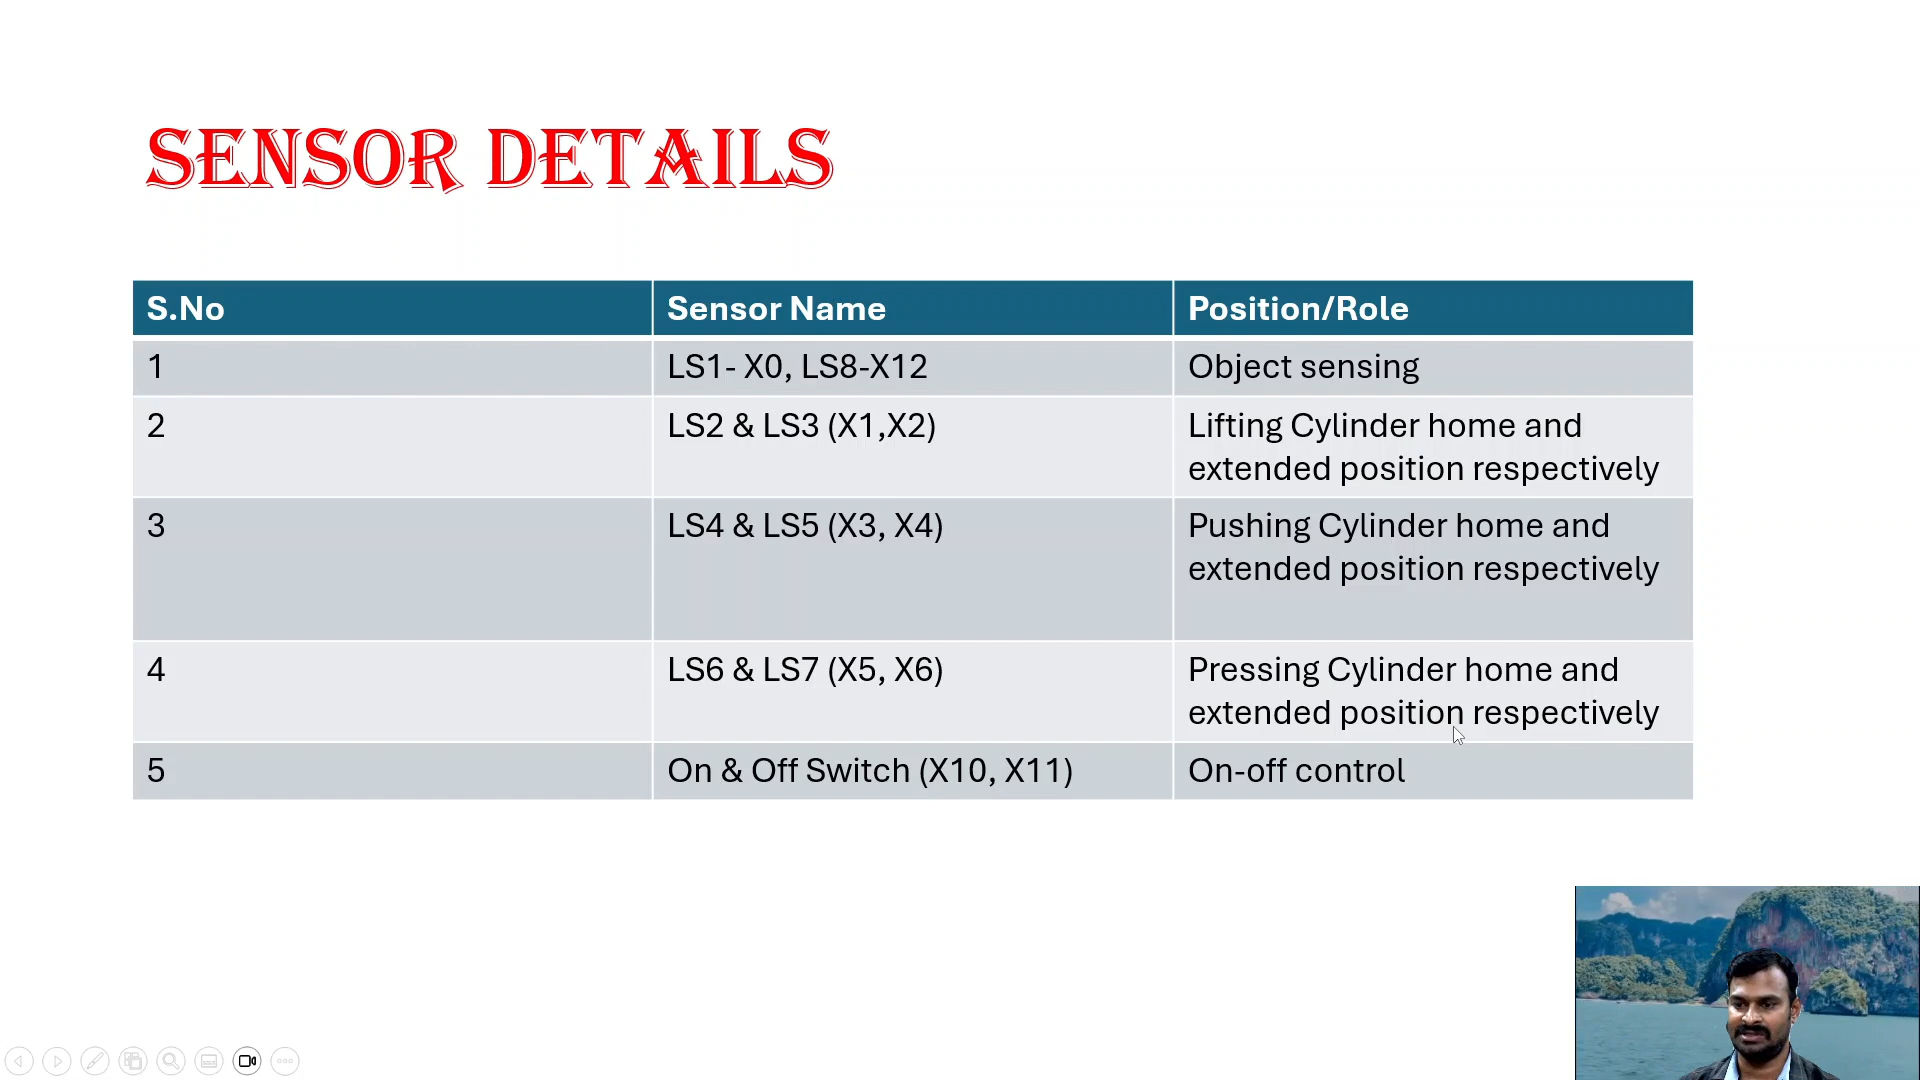 SENSOR DETAILS
S.No Sensor Name Position/Role
1 LS1- X0, LS8-X12 Object sensing
2 LS2 & LS3 (X1,X2) Lifting Cylinder home and
extended position respectively
3 LS4 & LS5 (X3, X4) Pushing Cylinder home and
extended position respectively
4 LS6 & LS7 (X5, X6) Pressing Cylinder home and
extended position respectively
5 On & Off Switch (X10, X11) On-off control